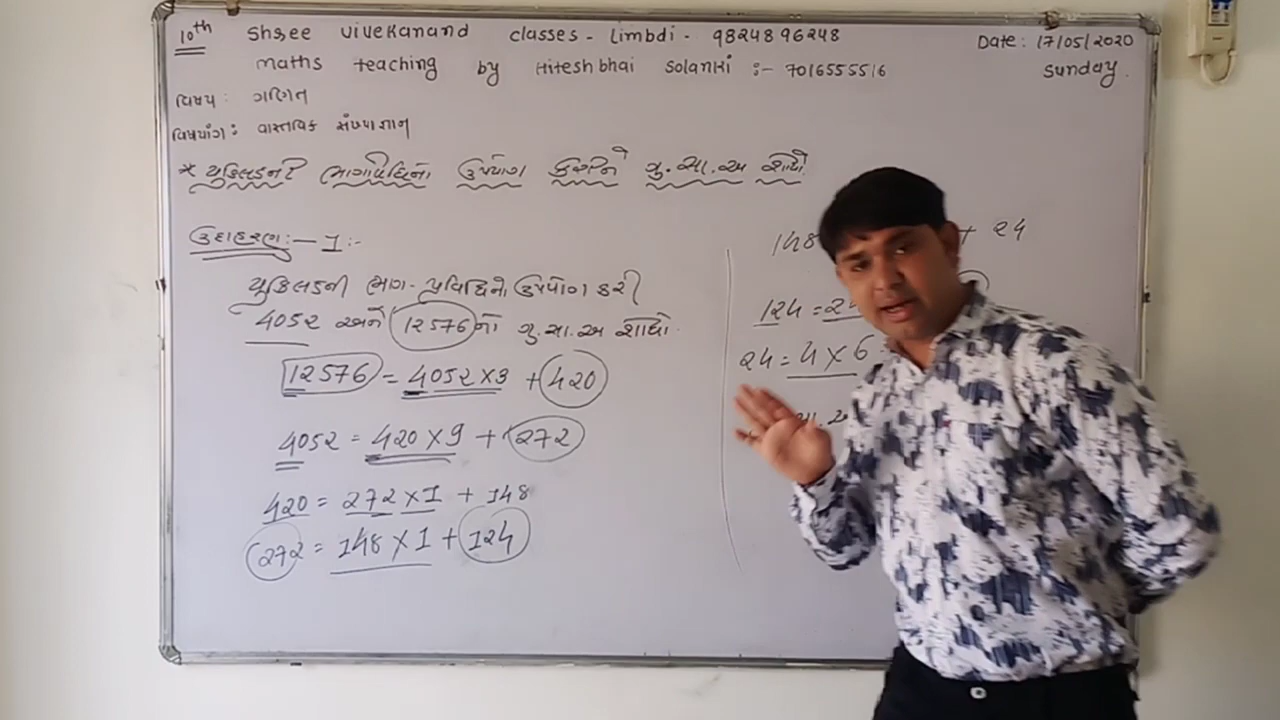 10th Shree vivekanand classes - Limbdi - 9824896248
Date: 17/05/2020
maths teaching by Hiteshbhai Solanki :- 7016555516
Sunday.
વિષય : ગણિત
વિષયાંગ : વાસ્તવિક સંખ્યાજ્ઞાન
* યુક્લિડની ભાગવિધિનો ઉપયોગ કરીને ગુ.સા.અ શોધો.
ઉદાહરણ :- 1 :-
યુક્લિડની ભાગ-પ્રવિધિનો ઉપયોગ કરી
4052 અને 12576નો ગુ.સા.અ શોધો.
12576 = 4052 × 3 + 420
4052 = 420 × 9 + 272
420 = 272 × 1 + 148
272 = 148 × 1 + 124
148 + 24
124 = 24
24 = 4 × 6